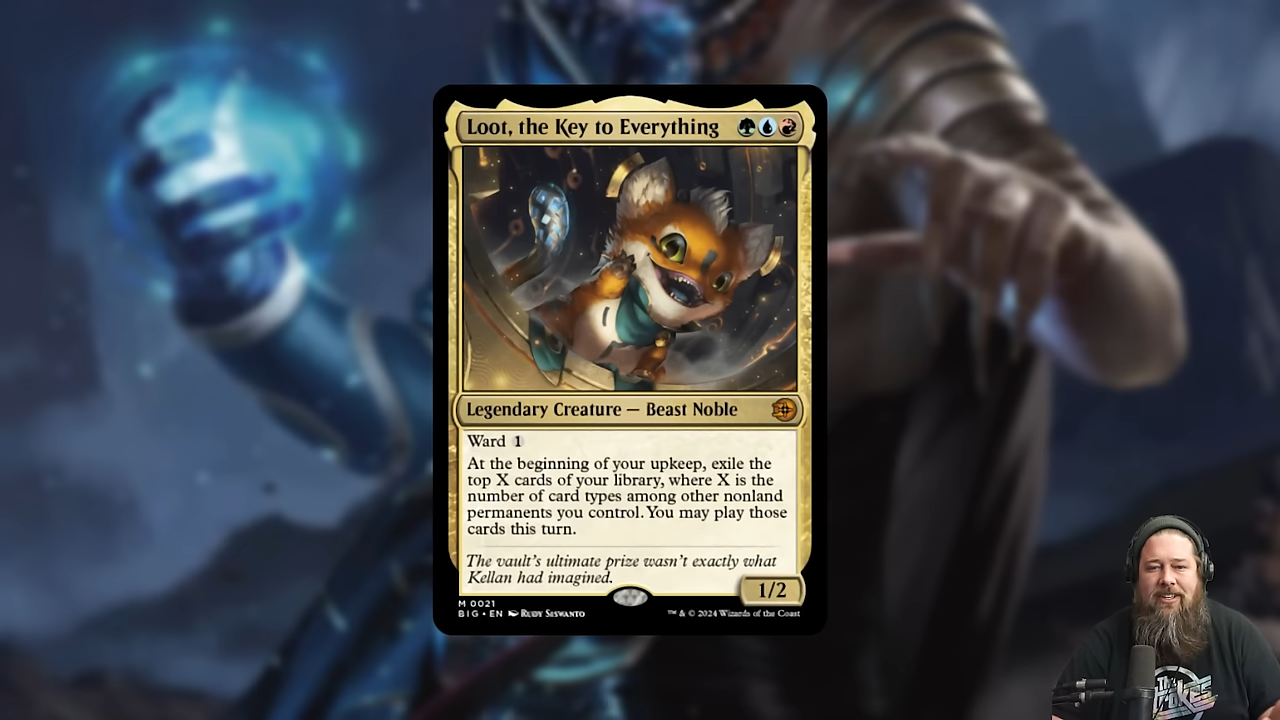 Loot, the Key to Everything
Legendary Creature — Beast Noble
Ward 1
At the beginning of your upkeep, exile the
top X cards of your library, where X is the
number of card types among other nonland
permanents you control. You may play those
cards this turn.
The vault's ultimate prize wasn't exactly what
Kellan had imagined.
1/2
M 0021
BIG • EN Rudy Siswanto
™ & © 2024 Wizards of the Coast